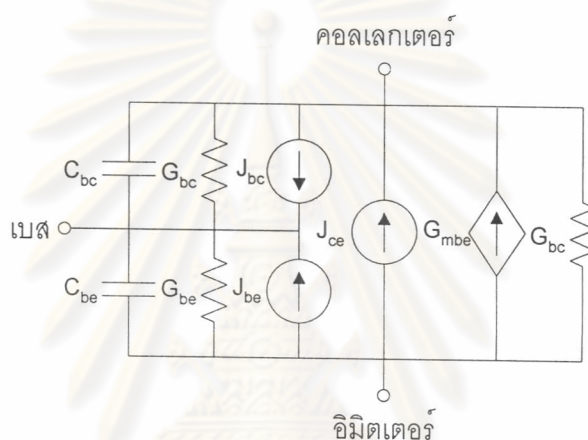 คอลเลกเตอร์
C_bc G_bc J_bc
เบส J_ce G_mbe G_bc
C_be G_be J_be
อิมิตเตอร์